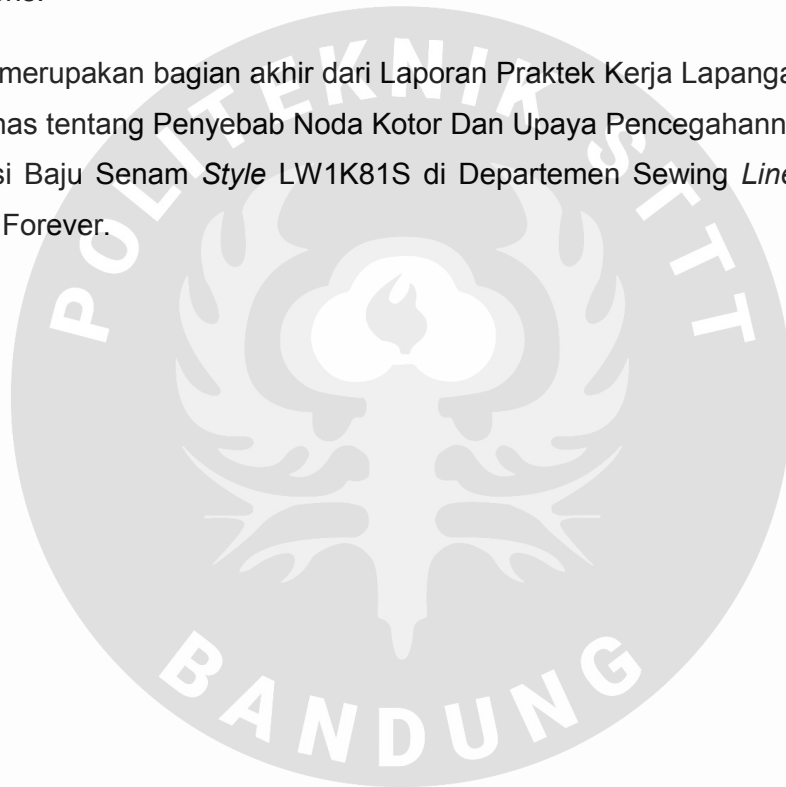 merupakan bagian akhir dari Laporan Praktek Kerja Lapanga
nas tentang Penyebab Noda Kotor Dan Upaya Pencegahann
si Baju Senam Style LW1K81S di Departemen Sewing Line
Forever.
POLITEKNIK STTT
BANDUNG